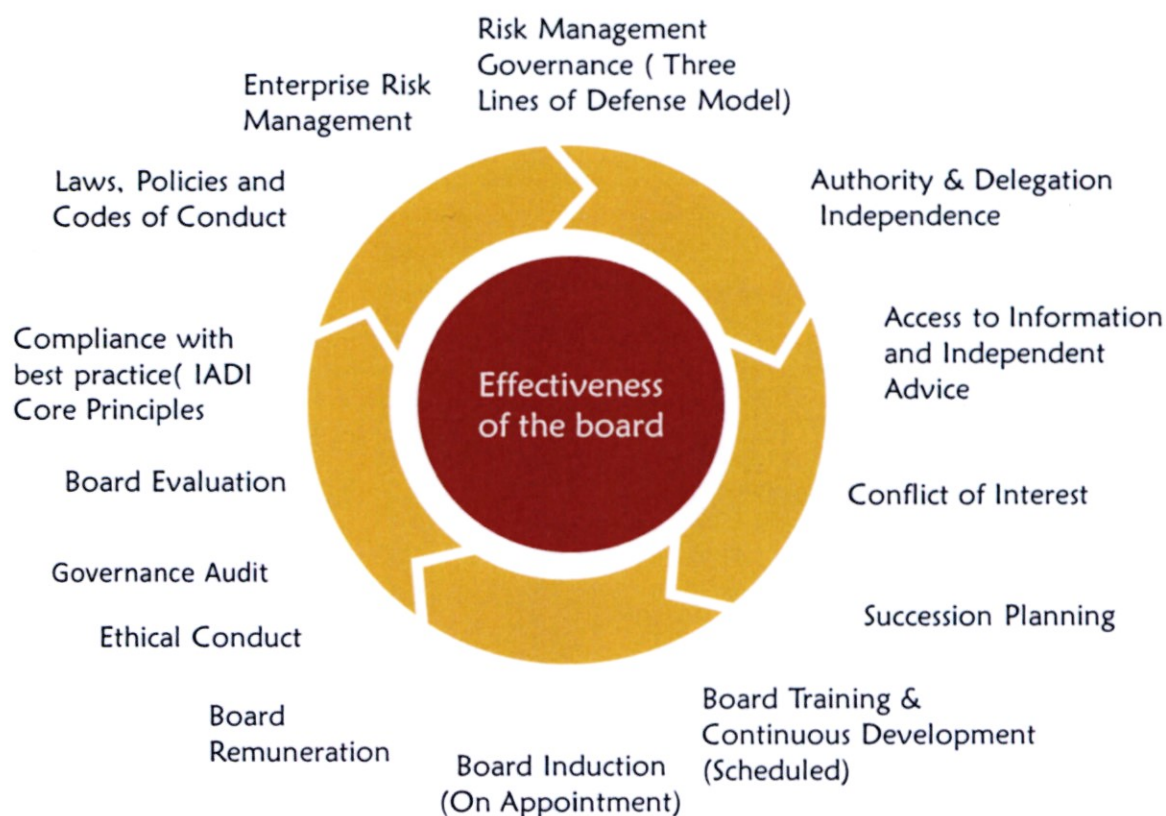 Risk Management
Governance ( Three
Lines of Defense Model)
Enterprise Risk
Management
Laws, Policies and
Codes of Conduct
Authority & Delegation
Independence
Compliance with
best practice( IADI
Core Principles
Access to Information
and Independent
Advice
Effectiveness
of the board
Board Evaluation
Conflict of Interest
Governance Audit
Ethical Conduct
Succession Planning
Board
Remuneration
Board Training &
Continuous Development
(Scheduled)
Board Induction
(On Appointment)